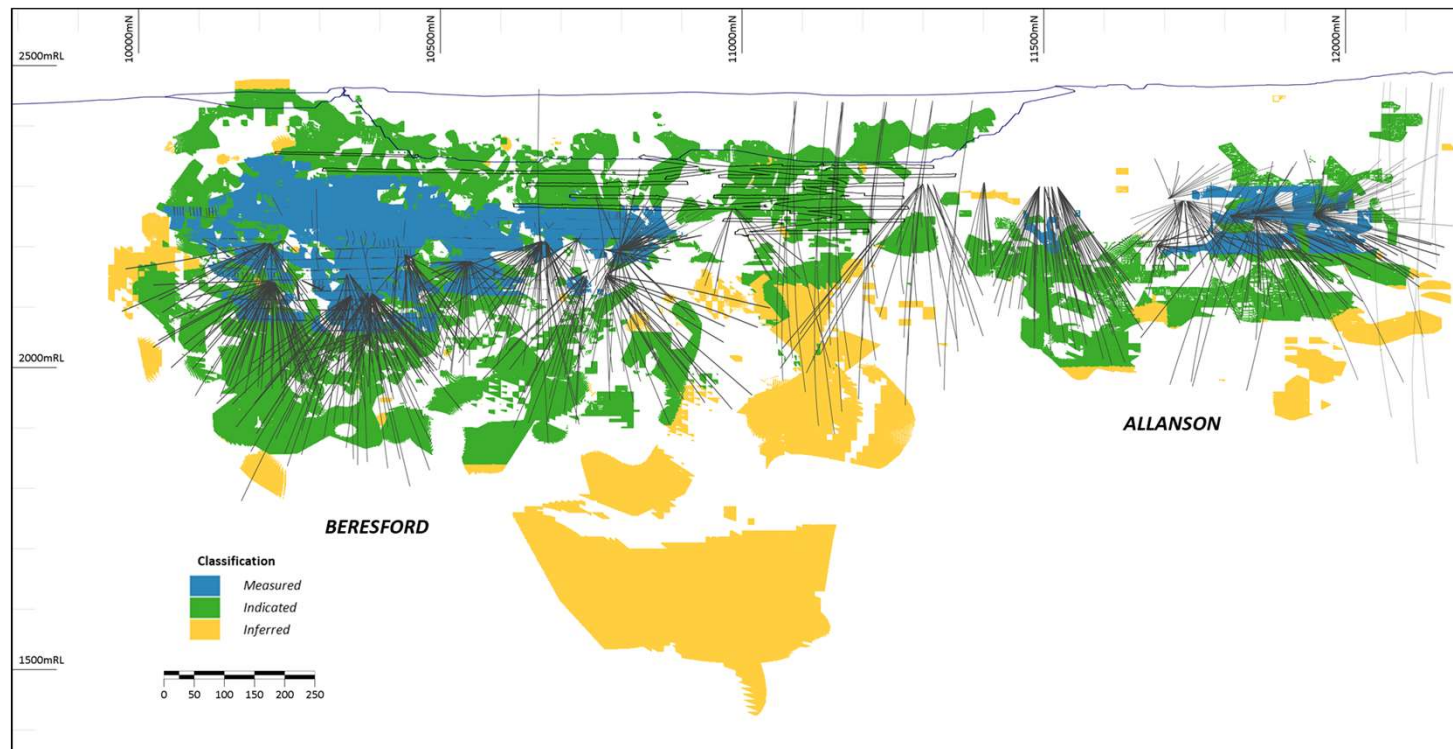 10000mN
10500mN
11000mN
11500mN
12000mN
2500mRL
2000mRL
ALLANSON
BERESFORD
Classification
Measured
Indicated
Inferred
1500mRL
0 50 100 150 200 250